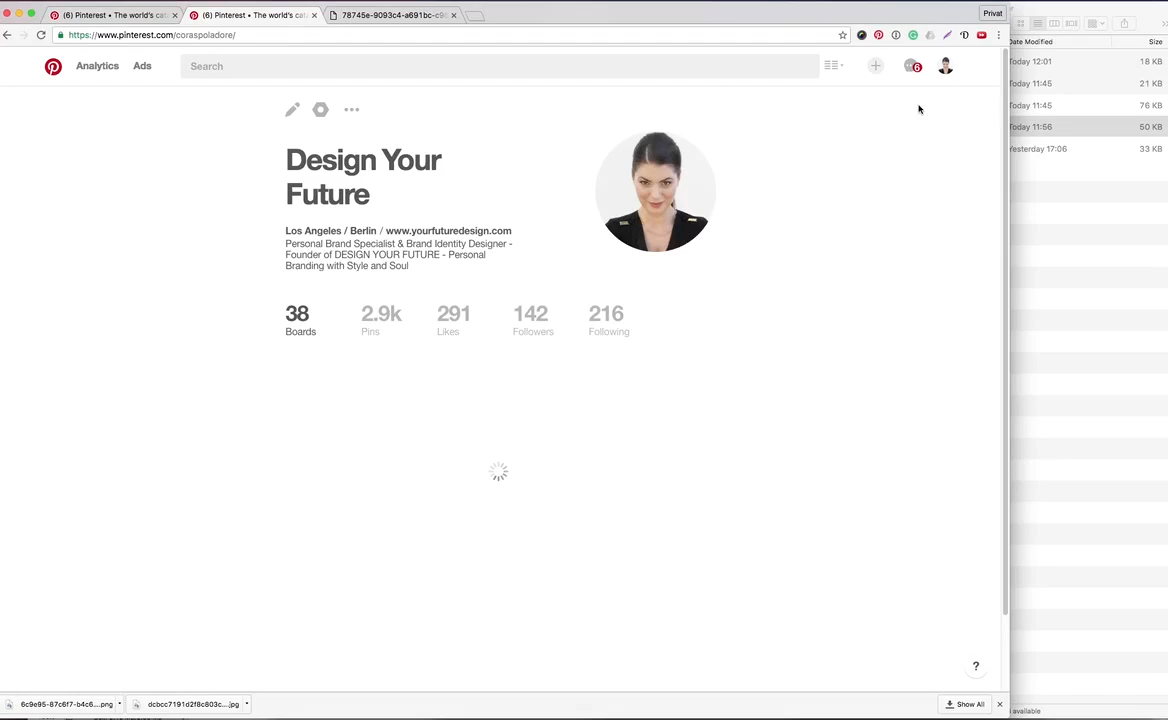 (6) Pinterest • The world's cat
(6) Pinterest • The world's cat
78745e-9093c4-a691bc-c9
Privat
https://www.pinterest.com/coraspoladore/
Date Modified
Size
Analytics
Ads
Search
6
Today 12:01
18 KB
Today 11:45
21 KB
Today 11:45
76 KB
Today 11:56
50 KB
Yesterday 17:06
33 KB
Design Your
Future
Los Angeles / Berlin / www.yourfuturedesign.com
Personal Brand Specialist & Brand Identity Designer -
Founder of DESIGN YOUR FUTURE - Personal
Branding with Style and Soul
38
2.9k
291
142
216
Boards
Pins
Likes
Followers
Following
?
6c9e95-87c6f7-b4c6....png
dcbcc7191d2f8c803c....jpg
Show All
available